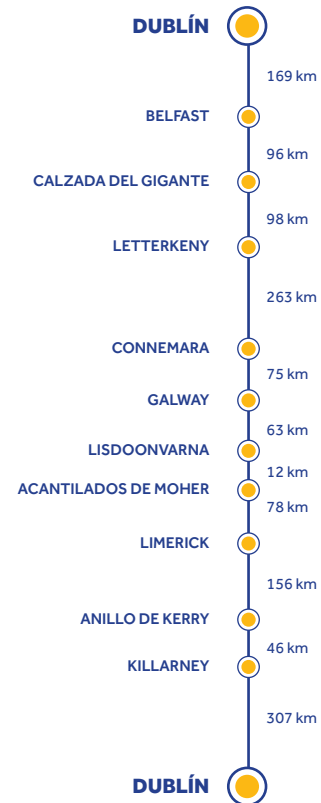 DUBLÍN
169 km
BELFAST
96 km
CALZADA DEL GIGANTE
98 km
LETTERKENY
263 km
CONNEMARA
75 km
GALWAY
63 km
LISDOONVARNA
12 km
ACANTILADOS DE MOHER
78 km
LIMERICK
156 km
ANILLO DE KERRY
46 km
KILLARNEY
307 km
DUBLÍN